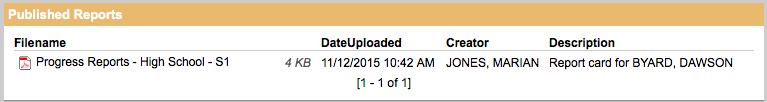 Published Reports
Filename DateUploaded Creator Description
Progress Reports - High School - S1 4 KB 11/12/2015 10:42 AM JONES, MARIAN Report card for BYARD, DAWSON
[1 - 1 of 1]